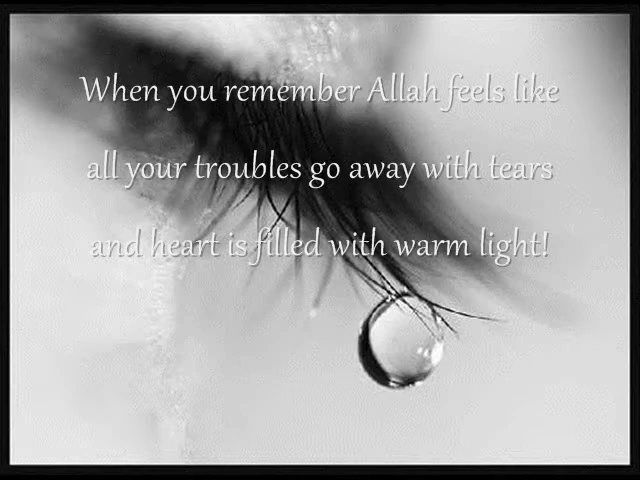 When you remember Allah feels like
all your troubles go away with tears
and heart is filled with warm light!